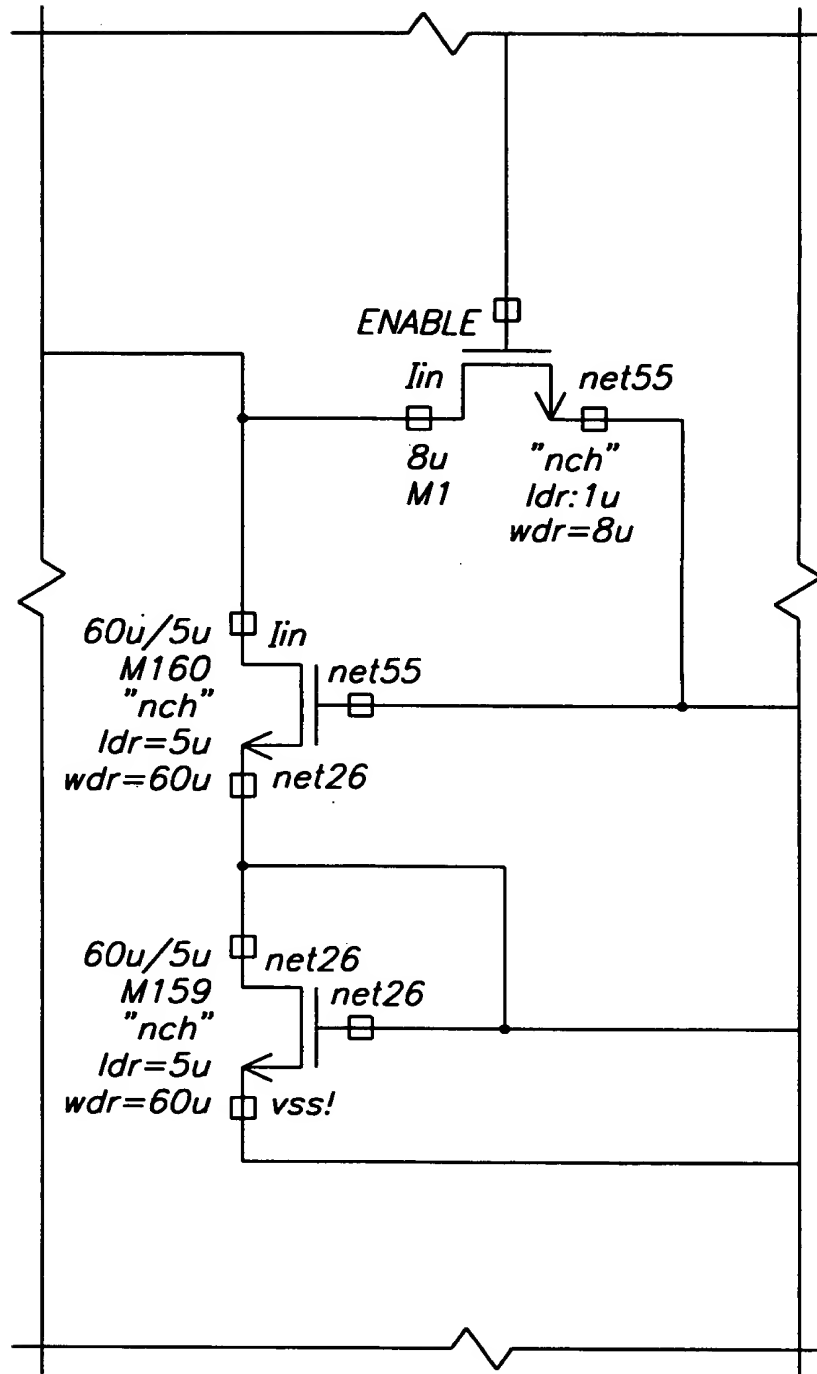 ENABLE
Iin
net55
8u
M1
"nch"
ldr:1u
wdr=8u
60u/5u
Iin
M160
"nch"
ldr=5u
wdr=60u
net55
net26
60u/5u
net26
M159
"nch"
ldr=5u
wdr=60u
net26
vss!